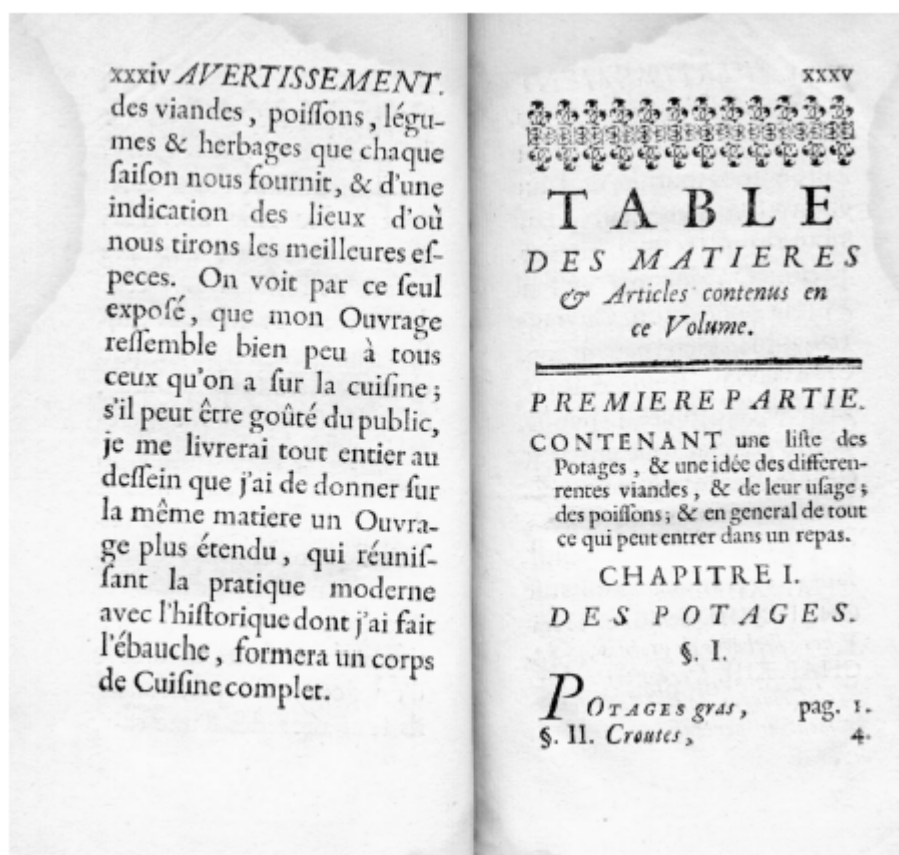 xxxiv AVERTISSEMENT.
des viandes, poiſſons, légu-
mes & herbages que chaque
ſaiſon nous fournit, & d'une
indication des lieux d'où
nous tirons les meilleures eſ-
peces. On voit par ce ſeul
expoſé, que mon Ouvrage
reſſemble bien peu à tous
ceux qu'on a ſur la cuiſine;
s'il peut être goûté du public,
je me livrerai tout entier au
deſſein que j'ai de donner ſur
la même matiere un Ouvra-
ge plus étendu, qui réuniſ-
ſant la pratique moderne
avec l'hiſtorique dont j'ai fait
l'ébauche, formera un corps
de Cuiſine complet.
xxxv
TABLE
DES MATIERES
& Articles contenus en
ce Volume.
PREMIERE PARTIE.
CONTENANT une liſte des
Potages, & une idée des differen-
rentes viandes, & de leur uſage;
des poiſſons; & en general de tout
ce qui peut entrer dans un repas.
CHAPITRE I.
DES POTAGES.
§. I.
POTAGES gras, pag. 1.
§. II. Croutes, 4.